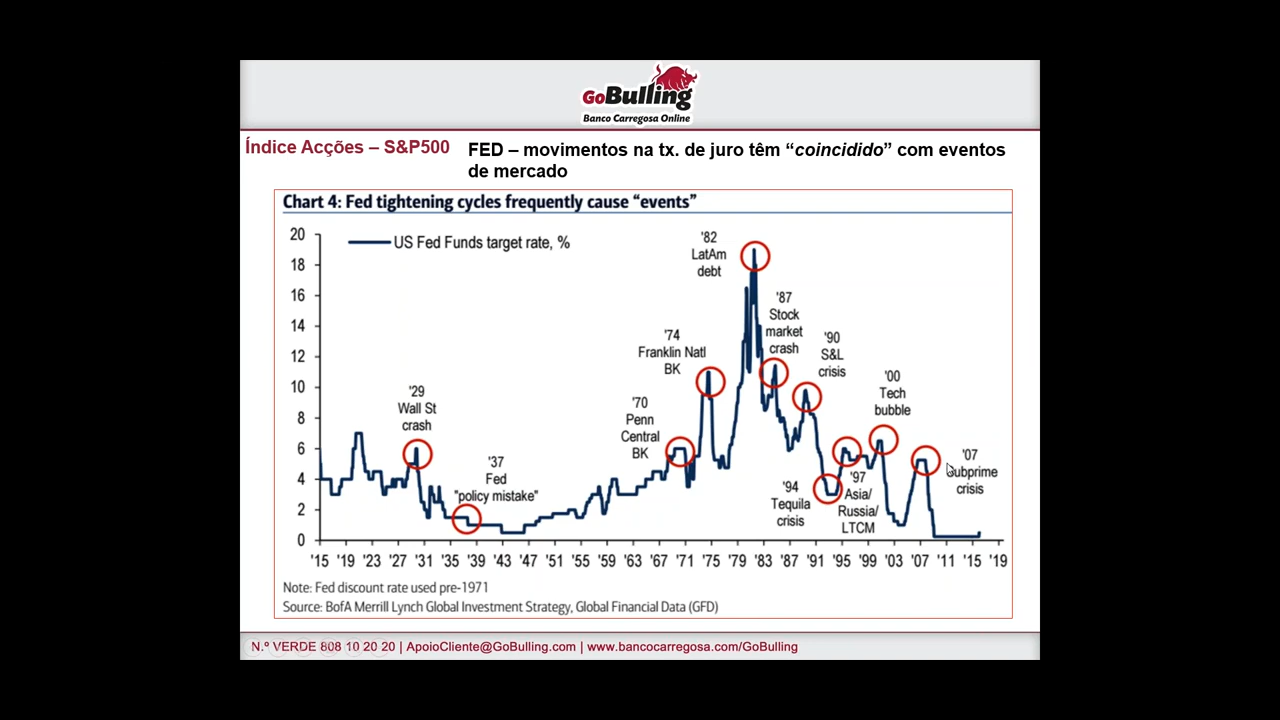 GoBulling
Banco Carregosa Online
Índice Acções – S&P500
FED – movimentos na tx. de juro têm “coincidido” com eventos
de mercado
Chart 4: Fed tightening cycles frequently cause “events”
US Fed Funds target rate, %
20
18
16
14
12
10
8
6
4
2
0
'29
Wall St
crash
'37
Fed
"policy mistake"
'70
Penn
Central
BK
'74
Franklin Natl
BK
'82
LatAm
debt
'87
Stock
market
crash
'90
S&L
crisis
'94
Tequila
crisis
'97
Asia/
Russia/
LTCM
'00
Tech
bubble
'07
Subprime
crisis
'15 '19 '23 '27 '31 '35 '39 '43 '47 '51 '55 '59 '63 '67 '71 '75 '79 '83 '87 '91 '95 '99 '03 '07 '11 '15 '19
Note: Fed discount rate used pre-1971
Source: BofA Merrill Lynch Global Investment Strategy, Global Financial Data (GFD)
N.º VERDE 808 10 20 20 | ApoioCliente@GoBulling.com | www.bancocarregosa.com/GoBulling